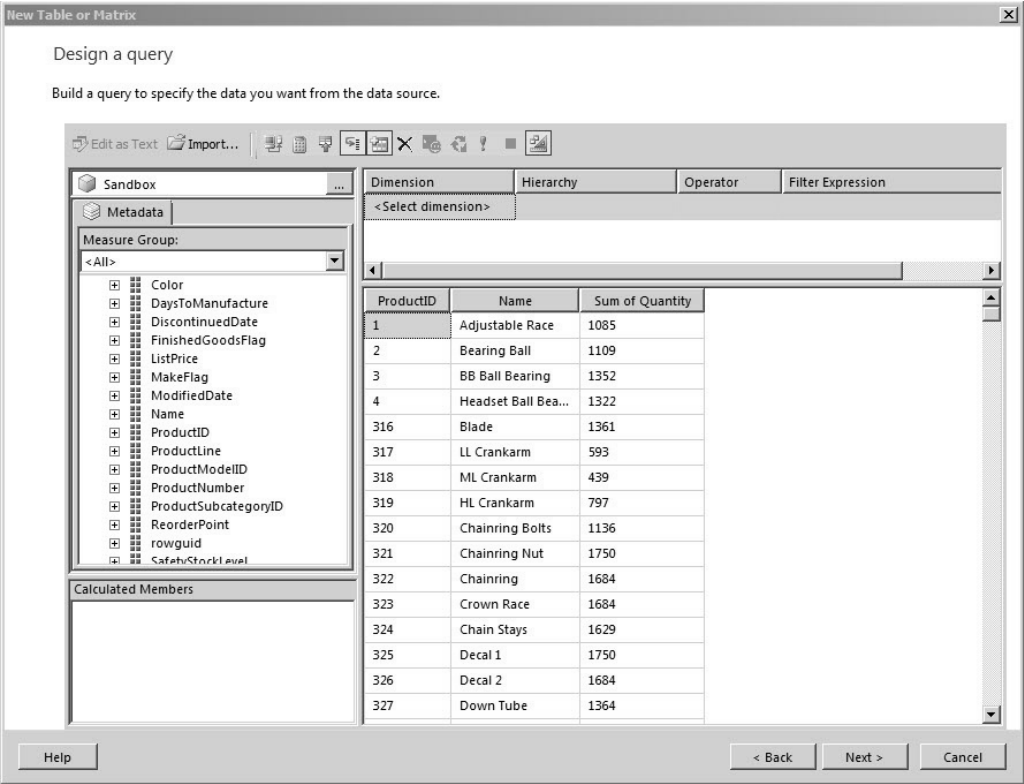 New Table or Matrix
Design a query
Build a query to specify the data you want from the data source.
Edit as Text Import...
Sandbox ...
Metadata
Measure Group:
<All>
Color
DaysToManufacture
DiscontinuedDate
FinishedGoodsFlag
ListPrice
MakeFlag
ModifiedDate
Name
ProductID
ProductLine
ProductModelID
ProductNumber
ProductSubcategoryID
ReorderPoint
rowguid
SafetyStockLevel
Calculated Members
Dimension Hierarchy Operator Filter Expression
<Select dimension>
ProductID Name Sum of Quantity
1 Adjustable Race 1085
2 Bearing Ball 1109
3 BB Ball Bearing 1352
4 Headset Ball Bea... 1322
316 Blade 1361
317 LL Crankarm 593
318 ML Crankarm 439
319 HL Crankarm 797
320 Chainring Bolts 1136
321 Chainring Nut 1750
322 Chainring 1684
323 Crown Race 1684
324 Chain Stays 1629
325 Decal 1 1750
326 Decal 2 1684
327 Down Tube 1364
Help < Back Next > Cancel